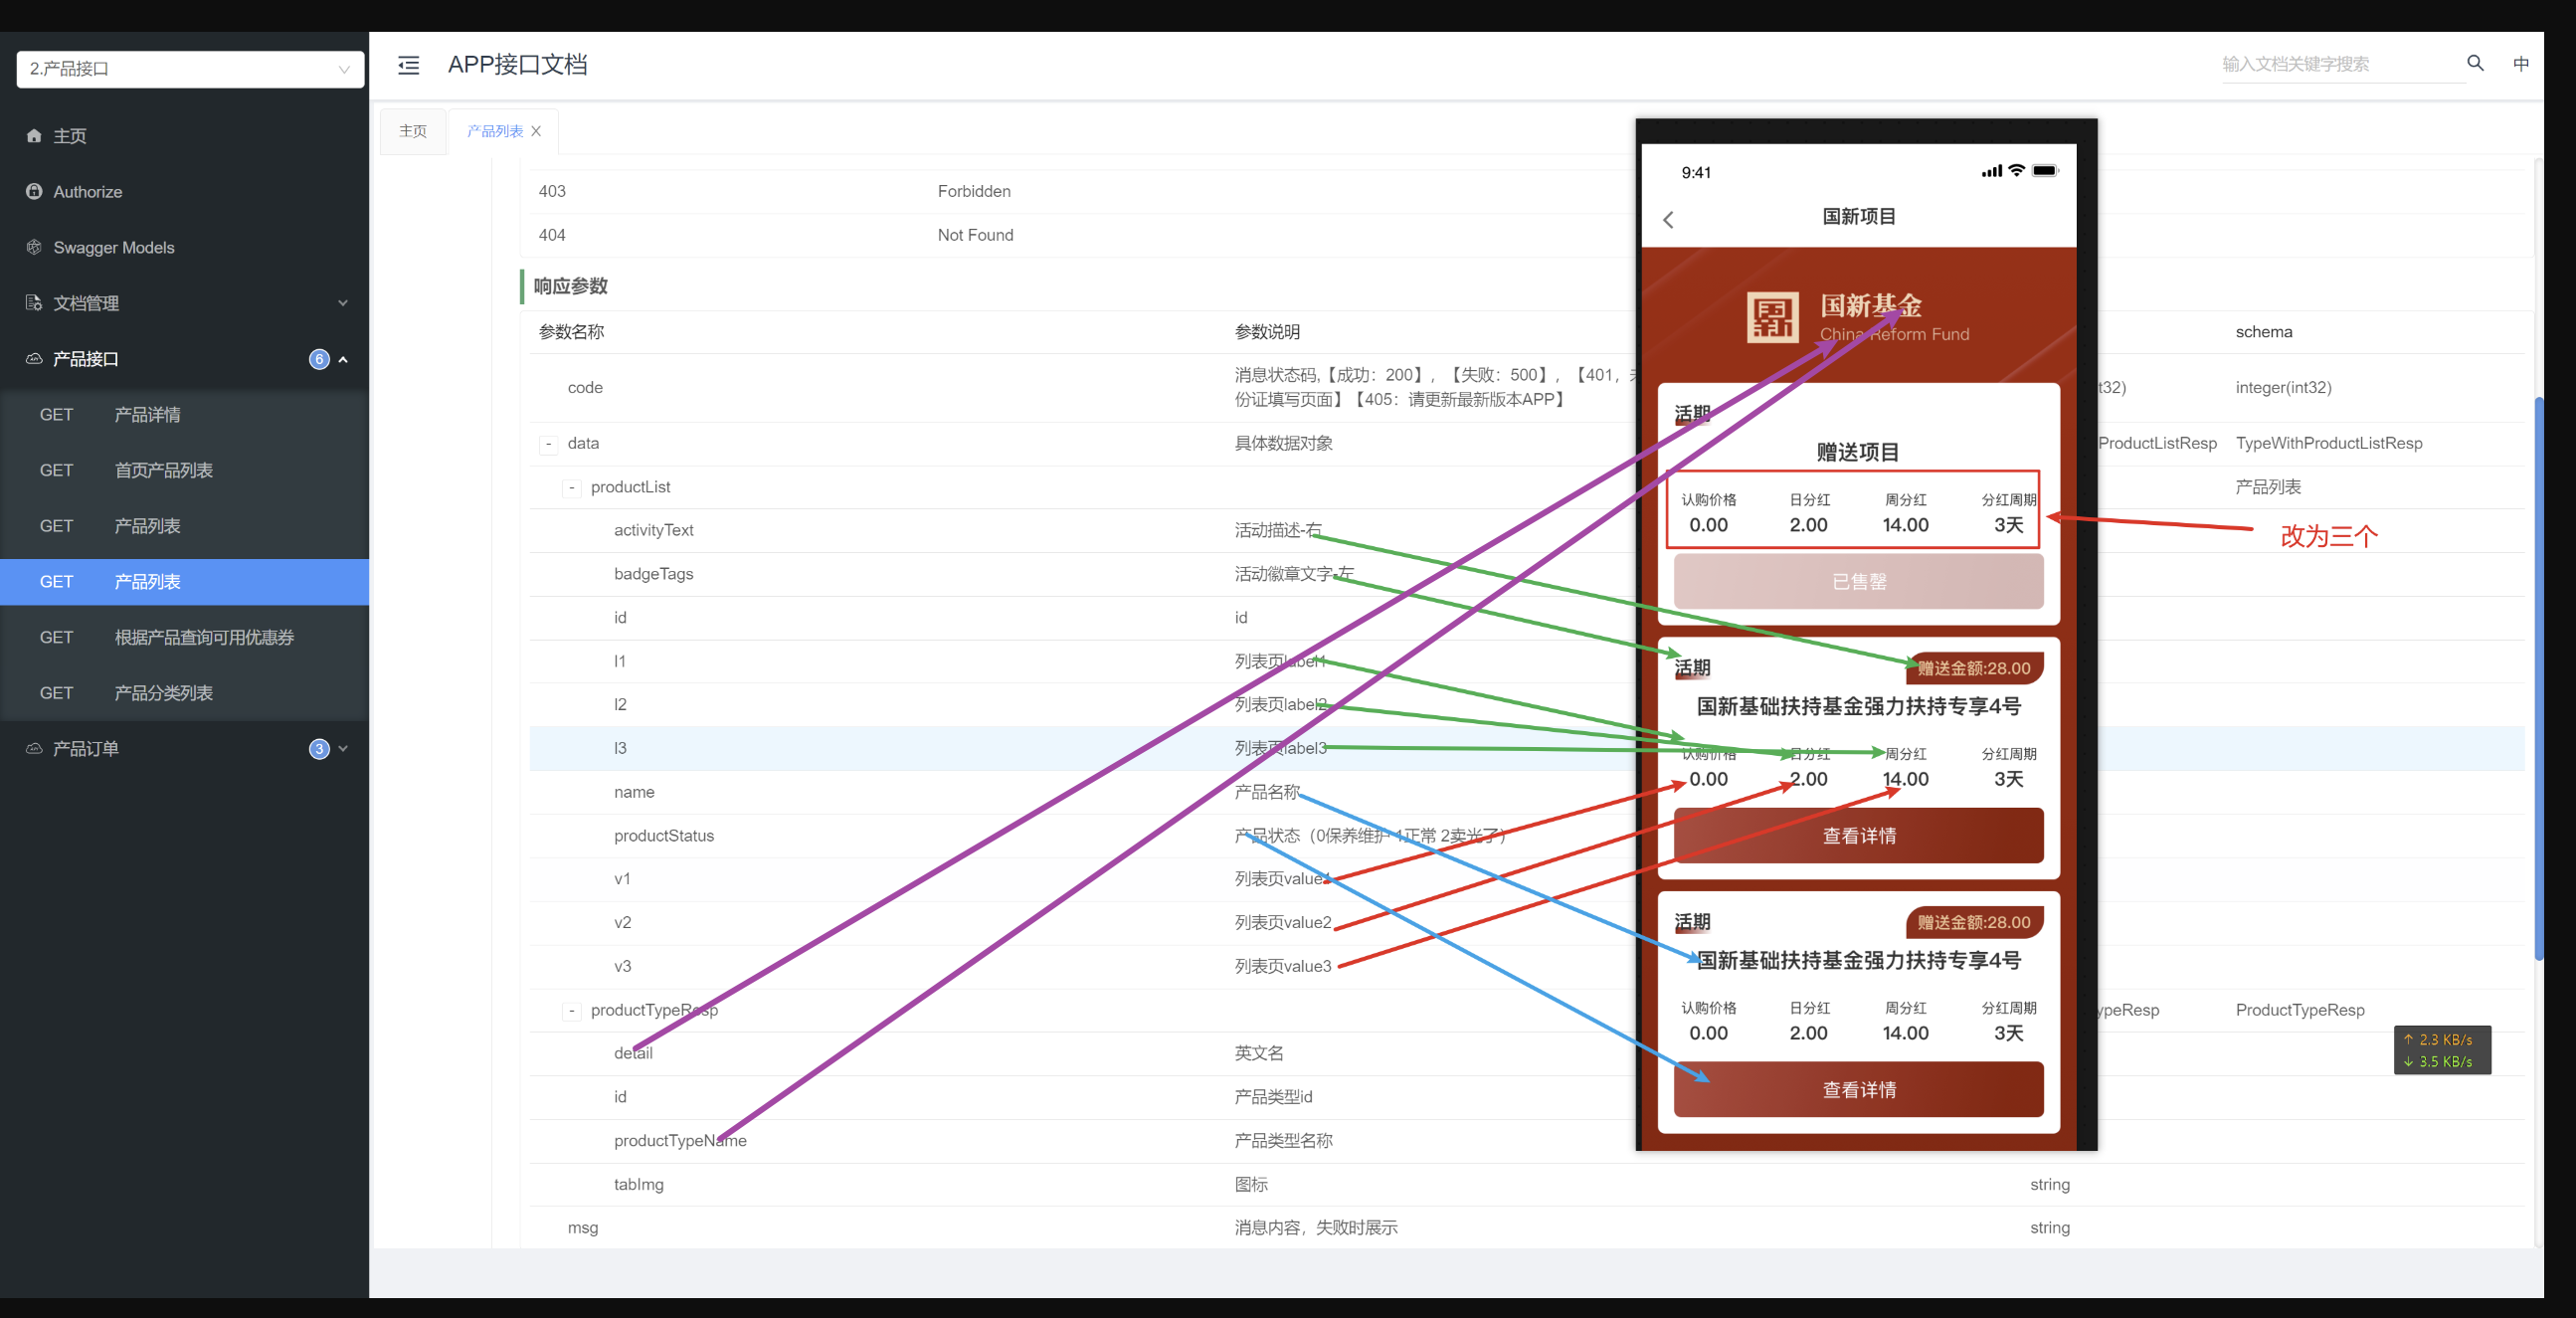 2.产品接口
APP接口文档
输入文档关键字搜索
中
主页
Authorize
Swagger Models
文档管理
产品接口 6
GET 产品详情
GET 首页产品列表
GET 产品列表
GET 产品列表
GET 根据产品查询可用优惠券
GET 产品分类列表
产品订单 3
主页 产品列表
403 Forbidden
404 Not Found
响应参数
参数名称 参数说明 schema
code 消息状态码,【成功：200】，【失败：500】，【401，
份证填写页面】【405：请更新最新版本APP】 t32) integer(int32)
- data 具体数据对象 ProductListResp TypeWithProductListResp
- productList 产品列表
activityText 活动描述-右
badgeTags 活动徽章文字-左
id id
l1 列表页label1
l2 列表页label2
l3 列表页label3
name 产品名称
productStatus 产品状态（0保养维护 1正常 2卖光了）
v1 列表页value1
v2 列表页value2
v3 列表页value3
- productTypeResp ypeResp ProductTypeResp
detail 英文名
id 产品类型id
productTypeName 产品类型名称
tabImg 图标 string
msg 消息内容，失败时展示 string
9:41
国新项目
国新
国新基金
China Reform Fund
活期
赠送项目
认购价格 日分红 周分红 分红周期
0.00 2.00 14.00 3天
已售罄
改为三个
活期 赠送金额:28.00
国新基础扶持基金强力扶持专享4号
认购价格 日分红 周分红 分红周期
0.00 2.00 14.00 3天
查看详情
活期 赠送金额:28.00
国新基础扶持基金强力扶持专享4号
认购价格 日分红 周分红 分红周期
0.00 2.00 14.00 3天
查看详情
↑ 2.3 KB/s
↓ 3.5 KB/s